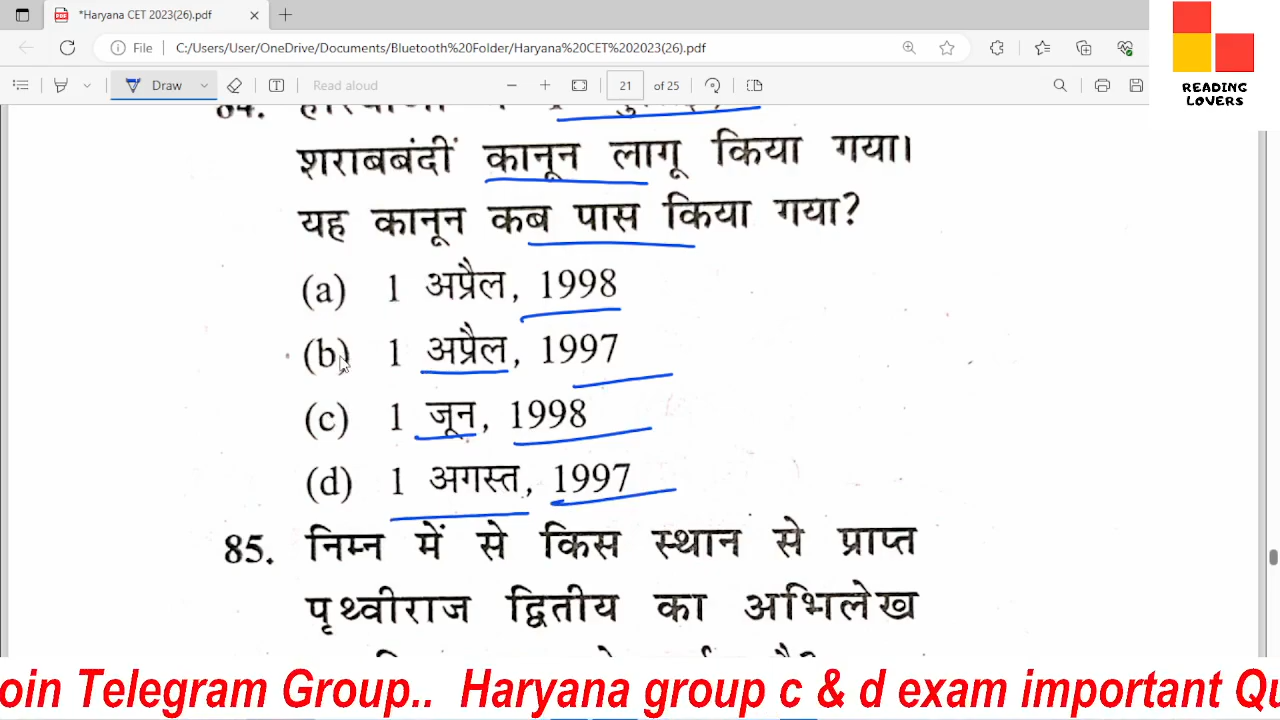 *Haryana CET 2023(26).pdf
File C:/Users/User/OneDrive/Documents/Bluetooth%20Folder/Haryana%20CET%202023(26).pdf
Draw
Read aloud
21 of 25
READING
LOVERS
84. हरियाणा
शराबबंदीं कानून लागू किया गया।
यह कानून कब पास किया गया?
(a) 1 अप्रैल, 1998
(b) 1 अप्रैल, 1997
(c) 1 जून, 1998
(d) 1 अगस्त, 1997
85. निम्न में से किस स्थान से प्राप्त
पृथ्वीराज द्वितीय का अभिलेख
oin Telegram Group.. Haryana group c & d exam important Qu